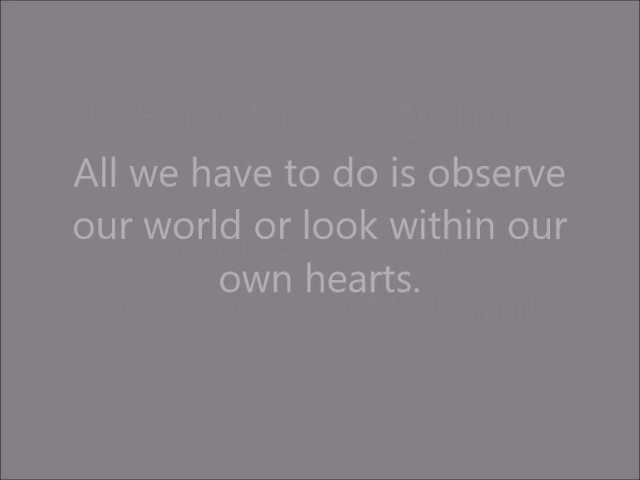 All we have to do is observe
our world or look within our
own hearts.